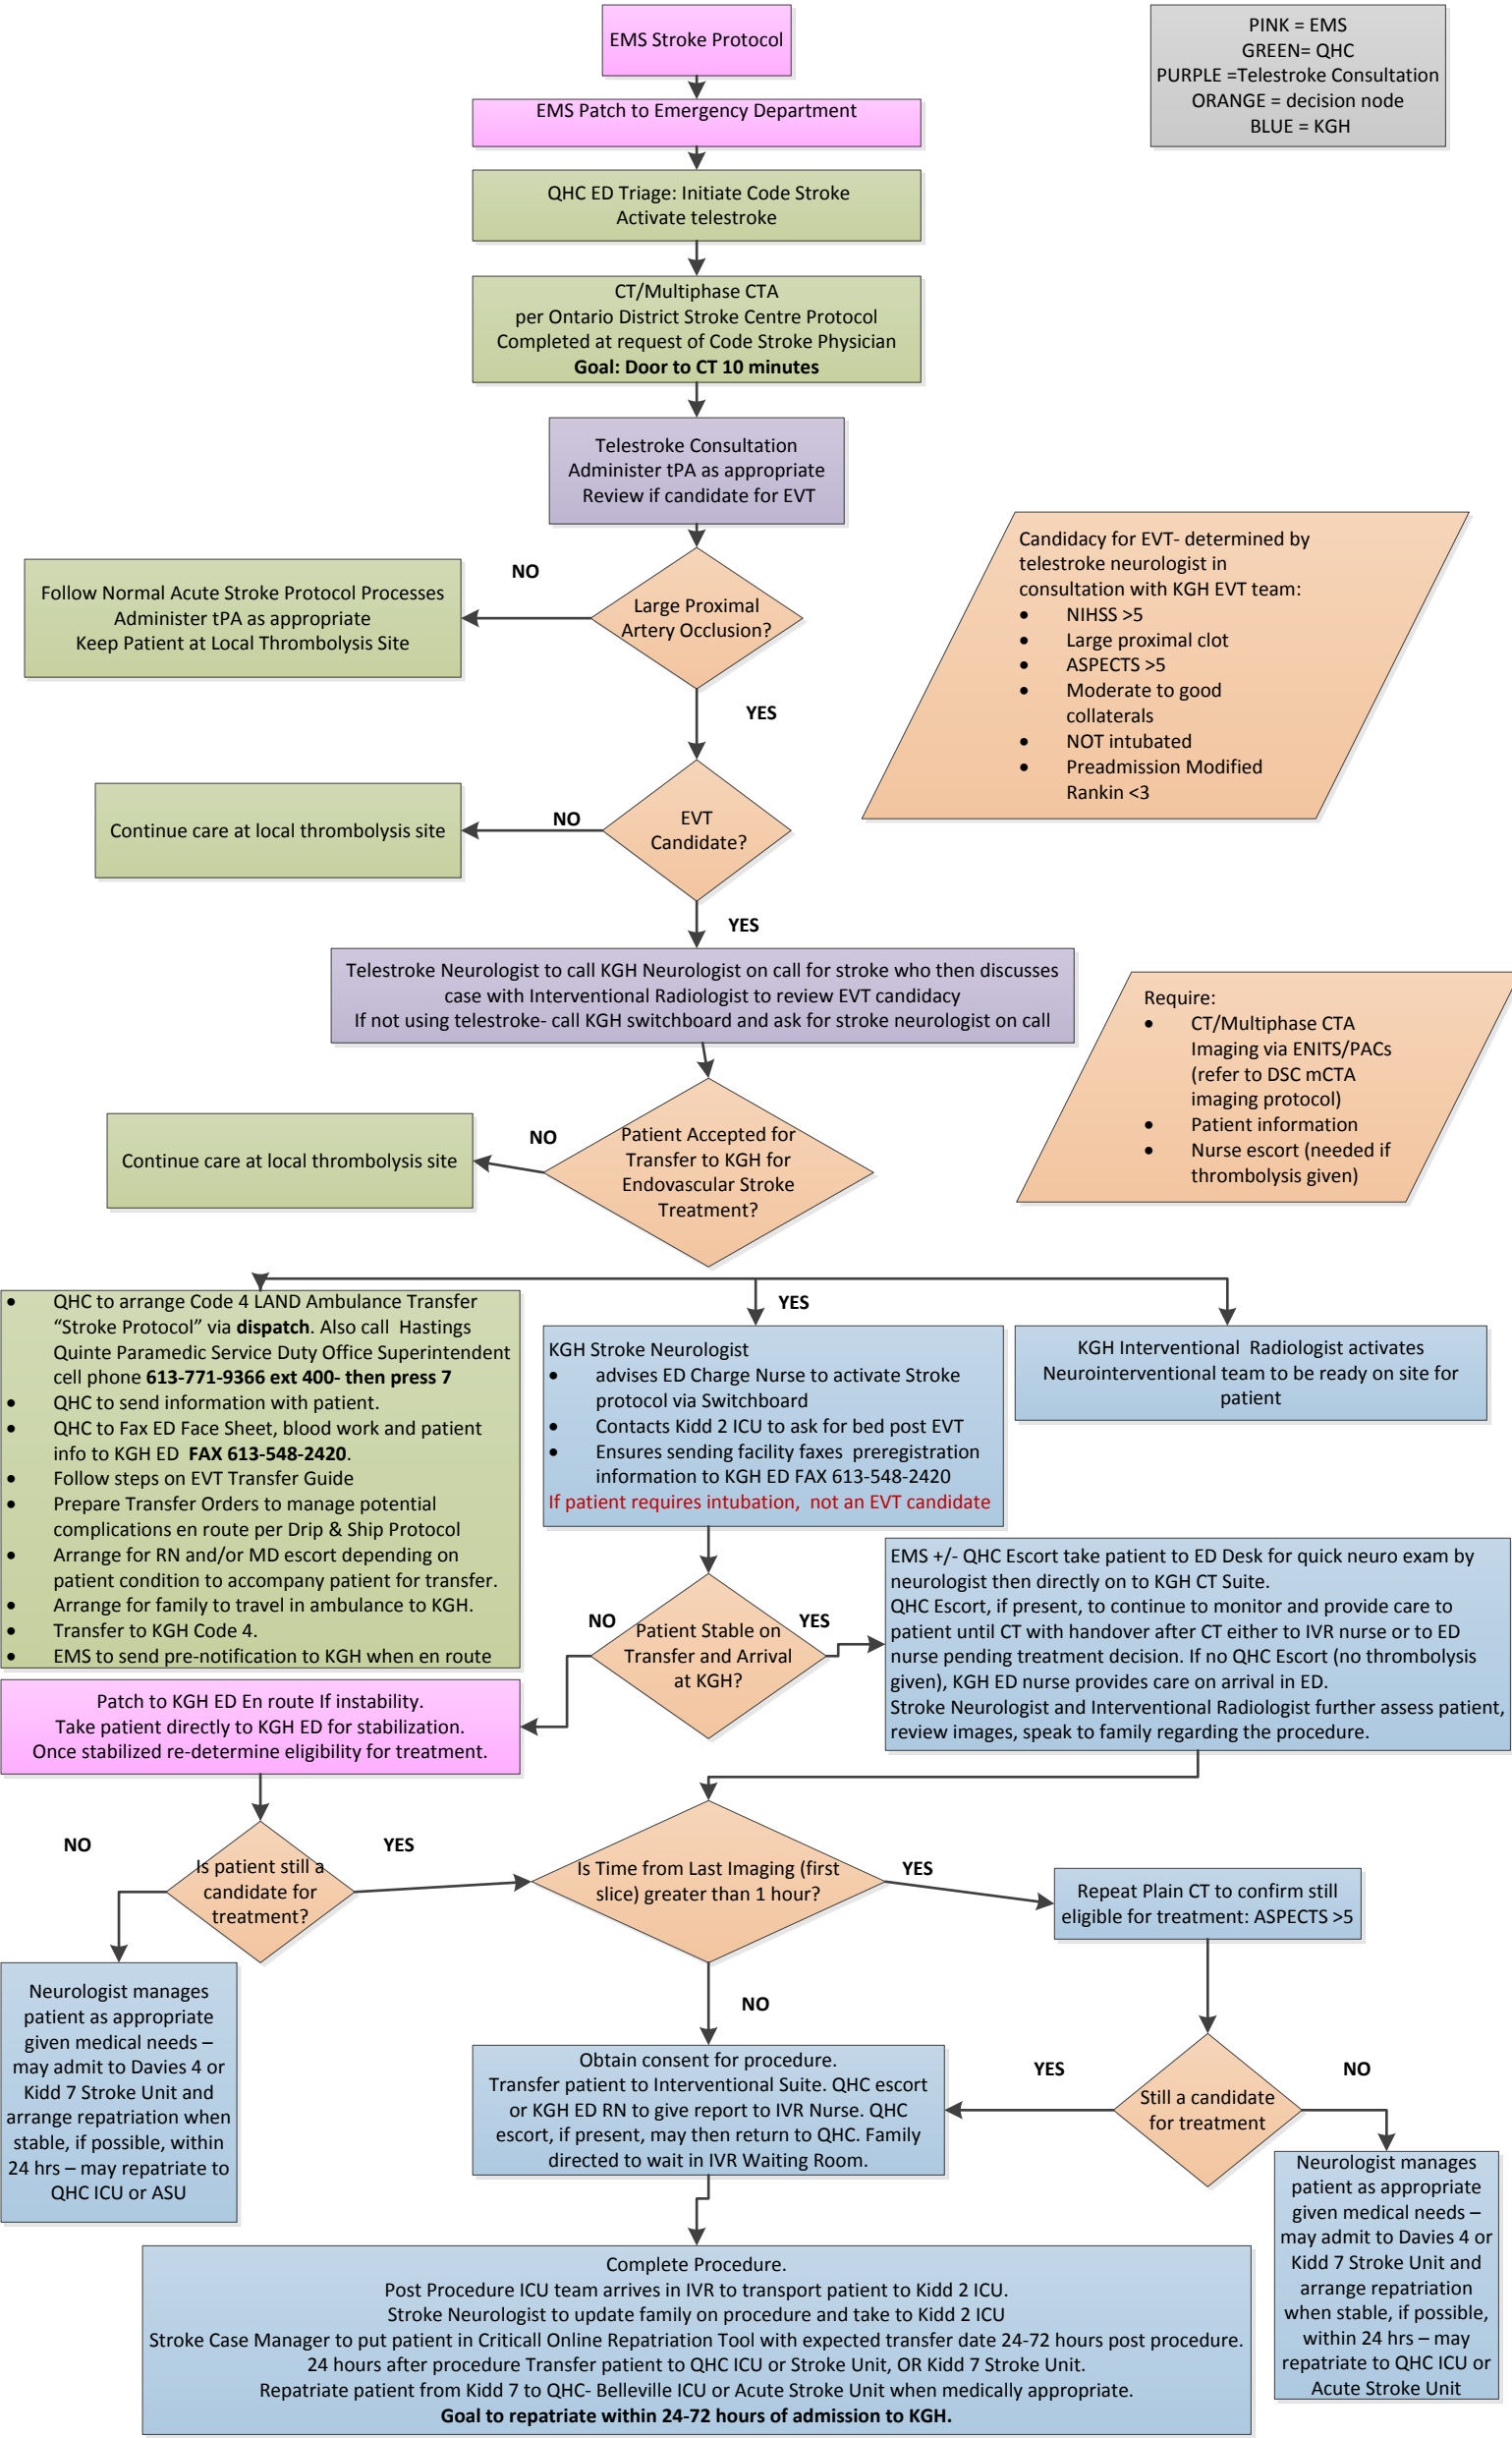 EMS Stroke Protocol
PINK = EMS
GREEN= QHC
PURPLE =Telestroke Consultation
ORANGE = decision node
BLUE = KGH
EMS Patch to Emergency Department
QHC ED Triage: Initiate Code Stroke
Activate telestroke
CT/Multiphase CTA
per Ontario District Stroke Centre Protocol
Completed at request of Code Stroke Physician
Goal: Door to CT 10 minutes
Telestroke Consultation
Administer tPA as appropriate
Review if candidate for EVT
Large Proximal
Artery Occlusion?
NO
Follow Normal Acute Stroke Protocol Processes
Administer tPA as appropriate
Keep Patient at Local Thrombolysis Site
YES
Candidacy for EVT- determined by
telestroke neurologist in
consultation with KGH EVT team:
• NIHSS >5
• Large proximal clot
• ASPECTS >5
• Moderate to good
collaterals
• NOT intubated
• Preadmission Modified
Rankin <3
EVT
Candidate?
NO
Continue care at local thrombolysis site
YES
Telestroke Neurologist to call KGH Neurologist on call for stroke who then discusses
case with Interventional Radiologist to review EVT candidacy
If not using telestroke- call KGH switchboard and ask for stroke neurologist on call
Require:
• CT/Multiphase CTA
Imaging via ENITS/PACs
(refer to DSC mCTA
imaging protocol)
• Patient information
• Nurse escort (needed if
thrombolysis given)
Patient Accepted for
Transfer to KGH for
Endovascular Stroke
Treatment?
NO
Continue care at local thrombolysis site
YES
• QHC to arrange Code 4 LAND Ambulance Transfer
“Stroke Protocol” via dispatch. Also call Hastings
Quinte Paramedic Service Duty Office Superintendent
cell phone 613-771-9366 ext 400- then press 7
• QHC to send information with patient.
• QHC to Fax ED Face Sheet, blood work and patient
info to KGH ED FAX 613-548-2420.
• Follow steps on EVT Transfer Guide
• Prepare Transfer Orders to manage potential
complications en route per Drip & Ship Protocol
• Arrange for RN and/or MD escort depending on
patient condition to accompany patient for transfer.
• Arrange for family to travel in ambulance to KGH.
• Transfer to KGH Code 4.
• EMS to send pre-notification to KGH when en route
KGH Stroke Neurologist
• advises ED Charge Nurse to activate Stroke
protocol via Switchboard
• Contacts Kidd 2 ICU to ask for bed post EVT
• Ensures sending facility faxes preregistration
information to KGH ED FAX 613-548-2420
If patient requires intubation, not an EVT candidate
KGH Interventional Radiologist activates
Neurointerventional team to be ready on site for
patient
Patient Stable on
Transfer and Arrival
at KGH?
NO
YES
EMS +/- QHC Escort take patient to ED Desk for quick neuro exam by
neurologist then directly on to KGH CT Suite.
QHC Escort, if present, to continue to monitor and provide care to
patient until CT with handover after CT either to IVR nurse or to ED
nurse pending treatment decision. If no QHC Escort (no thrombolysis
given), KGH ED nurse provides care on arrival in ED.
Stroke Neurologist and Interventional Radiologist further assess patient,
review images, speak to family regarding the procedure.
Patch to KGH ED En route If instability.
Take patient directly to KGH ED for stabilization.
Once stabilized re-determine eligibility for treatment.
Is patient still a
candidate for
treatment?
NO
YES
Is Time from Last Imaging (first
slice) greater than 1 hour?
YES
NO
Repeat Plain CT to confirm still
eligible for treatment: ASPECTS >5
Neurologist manages
patient as appropriate
given medical needs –
may admit to Davies 4 or
Kidd 7 Stroke Unit and
arrange repatriation when
stable, if possible, within
24 hrs – may repatriate to
QHC ICU or ASU
Obtain consent for procedure.
Transfer patient to Interventional Suite. QHC escort
or KGH ED RN to give report to IVR Nurse. QHC
escort, if present, may then return to QHC. Family
directed to wait in IVR Waiting Room.
Still a candidate
for treatment
YES
NO
Neurologist manages
patient as appropriate
given medical needs –
may admit to Davies 4 or
Kidd 7 Stroke Unit and
arrange repatriation
when stable, if possible,
within 24 hrs – may
repatriate to QHC ICU or
Acute Stroke Unit
Complete Procedure.
Post Procedure ICU team arrives in IVR to transport patient to Kidd 2 ICU.
Stroke Neurologist to update family on procedure and take to Kidd 2 ICU
Stroke Case Manager to put patient in Criticall Online Repatriation Tool with expected transfer date 24-72 hours post procedure.
24 hours after procedure Transfer patient to QHC ICU or Stroke Unit, OR Kidd 7 Stroke Unit.
Repatriate patient from Kidd 7 to QHC- Belleville ICU or Acute Stroke Unit when medically appropriate.
Goal to repatriate within 24-72 hours of admission to KGH.